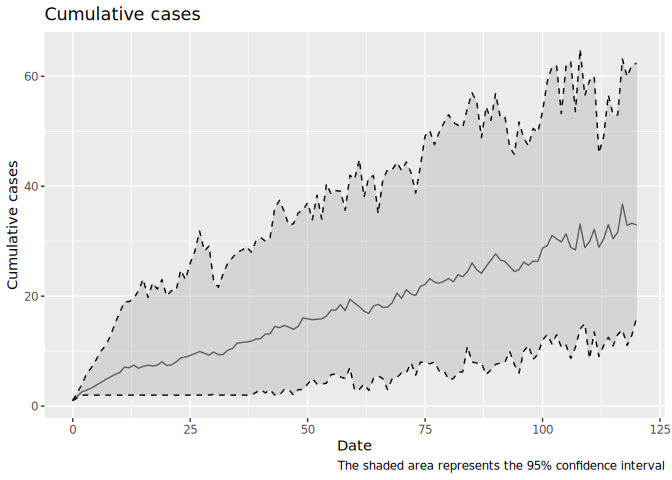 Cumulative cases
Cumulative cases
60
40
20
0
0
25
50
75
100
125
Date
The shaded area represents the 95% confidence interval